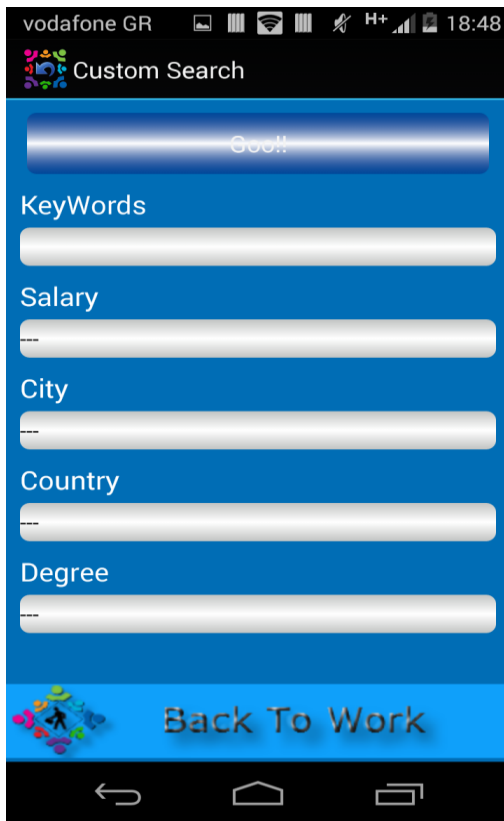 vodafone GR H+ 18:48
Custom Search
Goo!!
KeyWords
Salary
---
City
---
Country
---
Degree
---
Back To Work